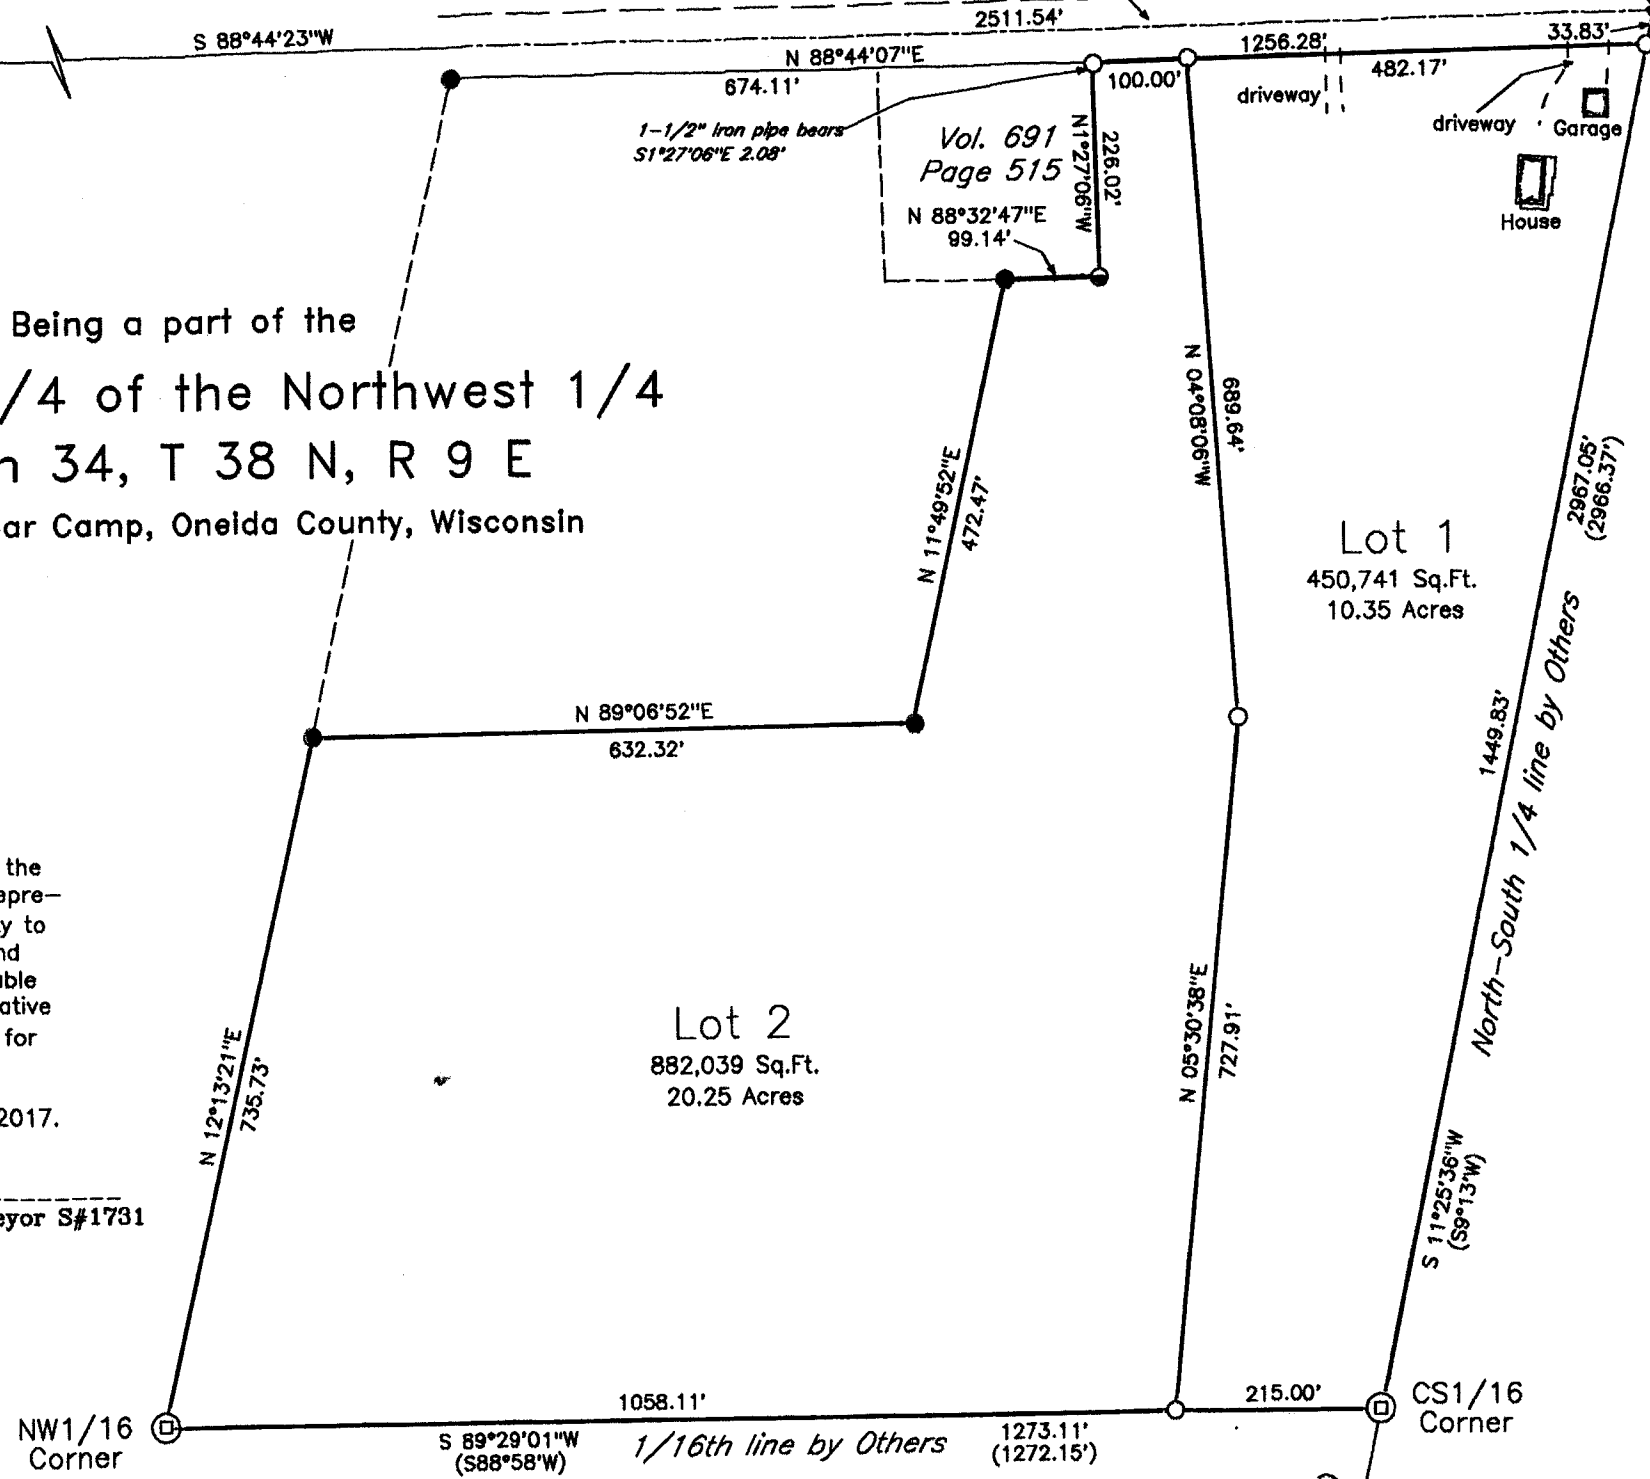 2511.54'
S 88°44'23"W
1256.28'
33.83'
N 88°44'07"E
674.11'
100.00'
482.17'
driveway
driveway
Garage
House
1-1/2" Iron pipe bears
S1°27'06"E 2.08'
Vol. 691
Page 515
N1°27'06"W
226.02'
N 88°32'47"E
99.14'
Being a part of the
/4 of the Northwest 1/4
34, T 38 N, R 9 E
Camp, Oneida County, Wisconsin
N 04°08'06"W
689.64'
N 11°49'52"E
472.47'
2967.05'
(2966.37')
Lot 1
450,741 Sq.Ft.
10.35 Acres
North-South 1/4 line by Others
1449.83'
N 89°06'52"E
632.32'
the
to
for
2017.
S#1731
Lot 2
882,039 Sq.Ft.
20.25 Acres
N 05°30'38"E
727.91'
N 12°13'21"E
735.73'
S 11°25'36"W
(S9°13'W)
1058.11'
215.00'
NW1/16
Corner
CS1/16
Corner
S 89°29'01"W
(S88°58'W)
1/16th line by Others
1273.11'
(1272.15')